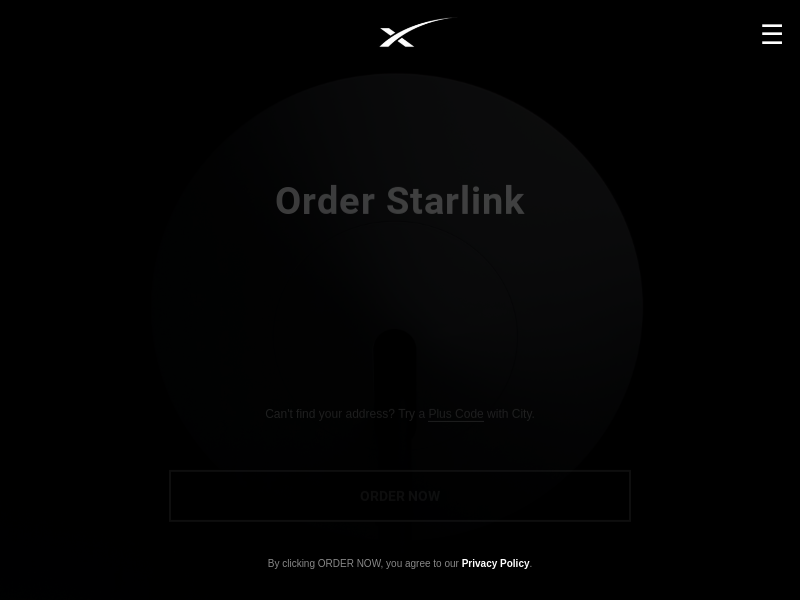 Order Starlink
Can't find your address? Try a Plus Code with City.
ORDER NOW
By clicking ORDER NOW, you agree to our Privacy Policy.